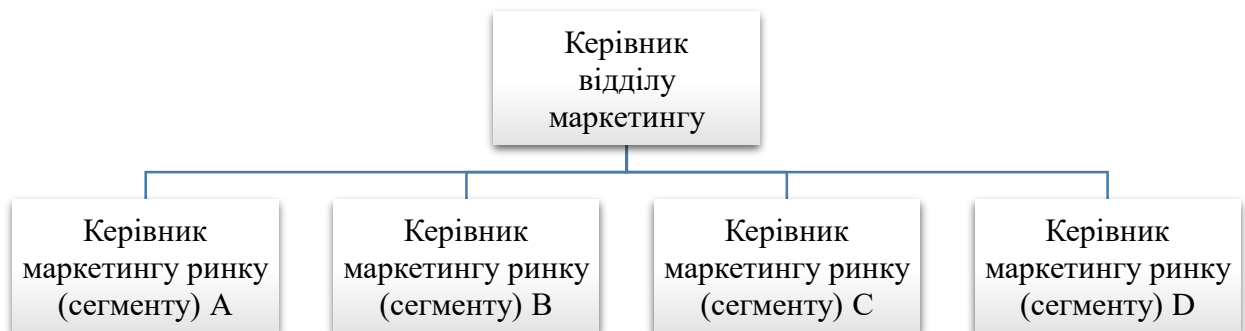 Керівник
відділу
маркетингу
Керівник
маркетингу ринку
(сегменту) A
Керівник
маркетингу ринку
(сегменту) B
Керівник
маркетингу ринку
(сегменту) C
Керівник
маркетингу ринку
(сегменту) D